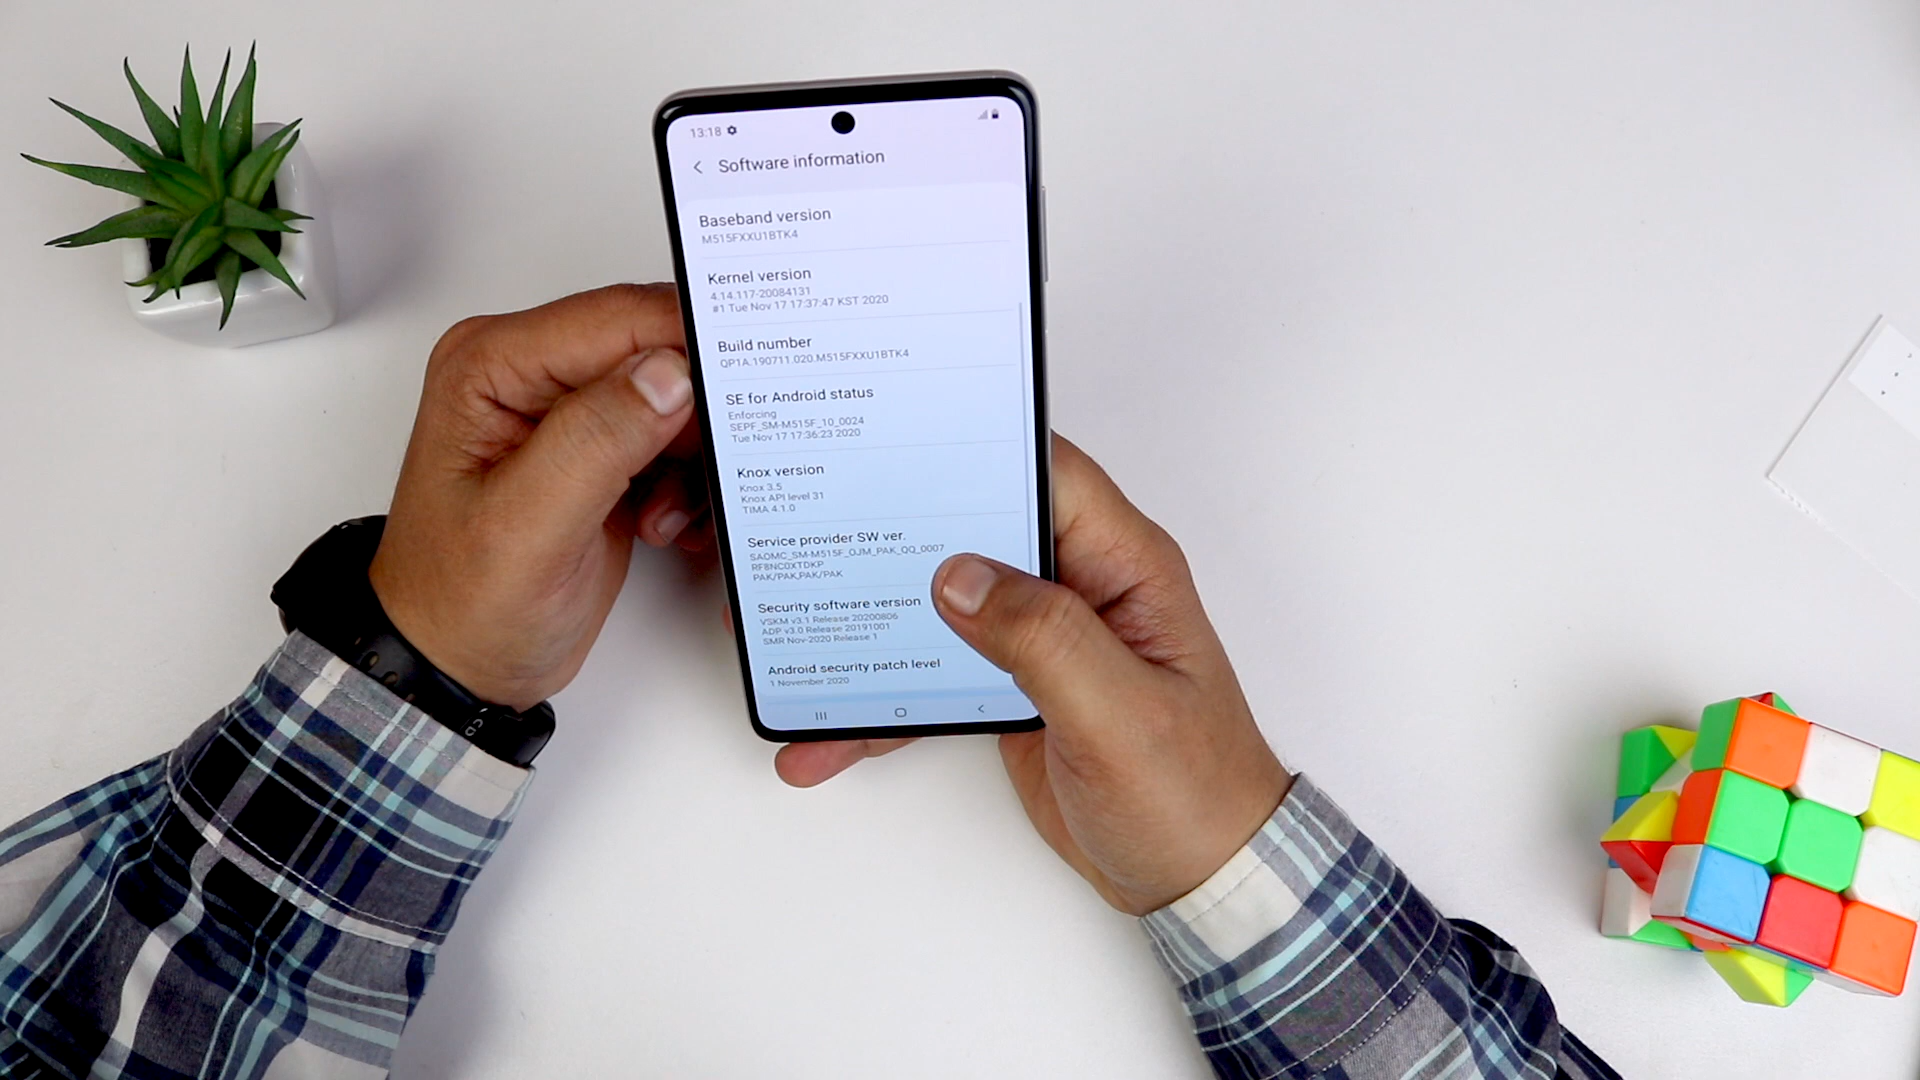 13:18
Software information
Baseband version
M515FXXU1BTK4
Kernel version
4.14.117-20084131
#1 Tue Nov 17 17:37:47 KST 2020
Build number
QP1A.190711.020.M515FXXU1BTK4
SE for Android status
Enforcing
SEPF_SM-M515F_10_0024
Tue Nov 17 17:36:23 2020
Knox version
Knox 3.5
Knox API level 31
TIMA 4.1.0
Service provider SW ver.
SAOMC_SM-M515F_OJM_PAK_QQ_0007
RF8NC0XTDKP
PAK/PAK,PAK/PAK
Security software version
VSKM v3.1 Release 20200806
ADP v3.0 Release 20191001
SMR Nov-2020 Release 1
Android security patch level
1 November 2020